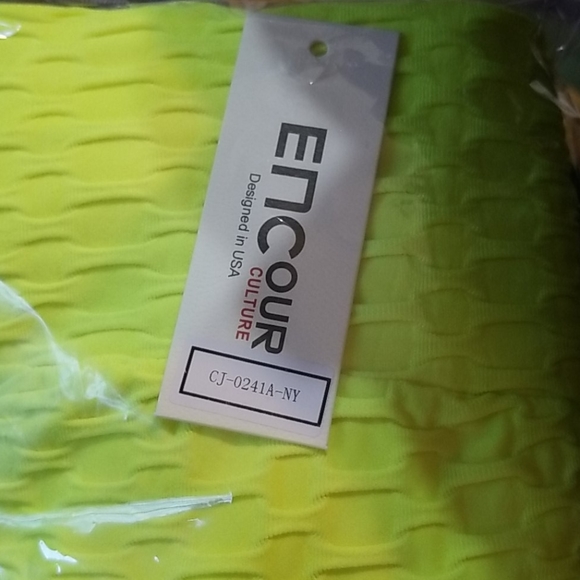 ENCOUR
CULTURE
Designed in USA
CJ-0241A-NY